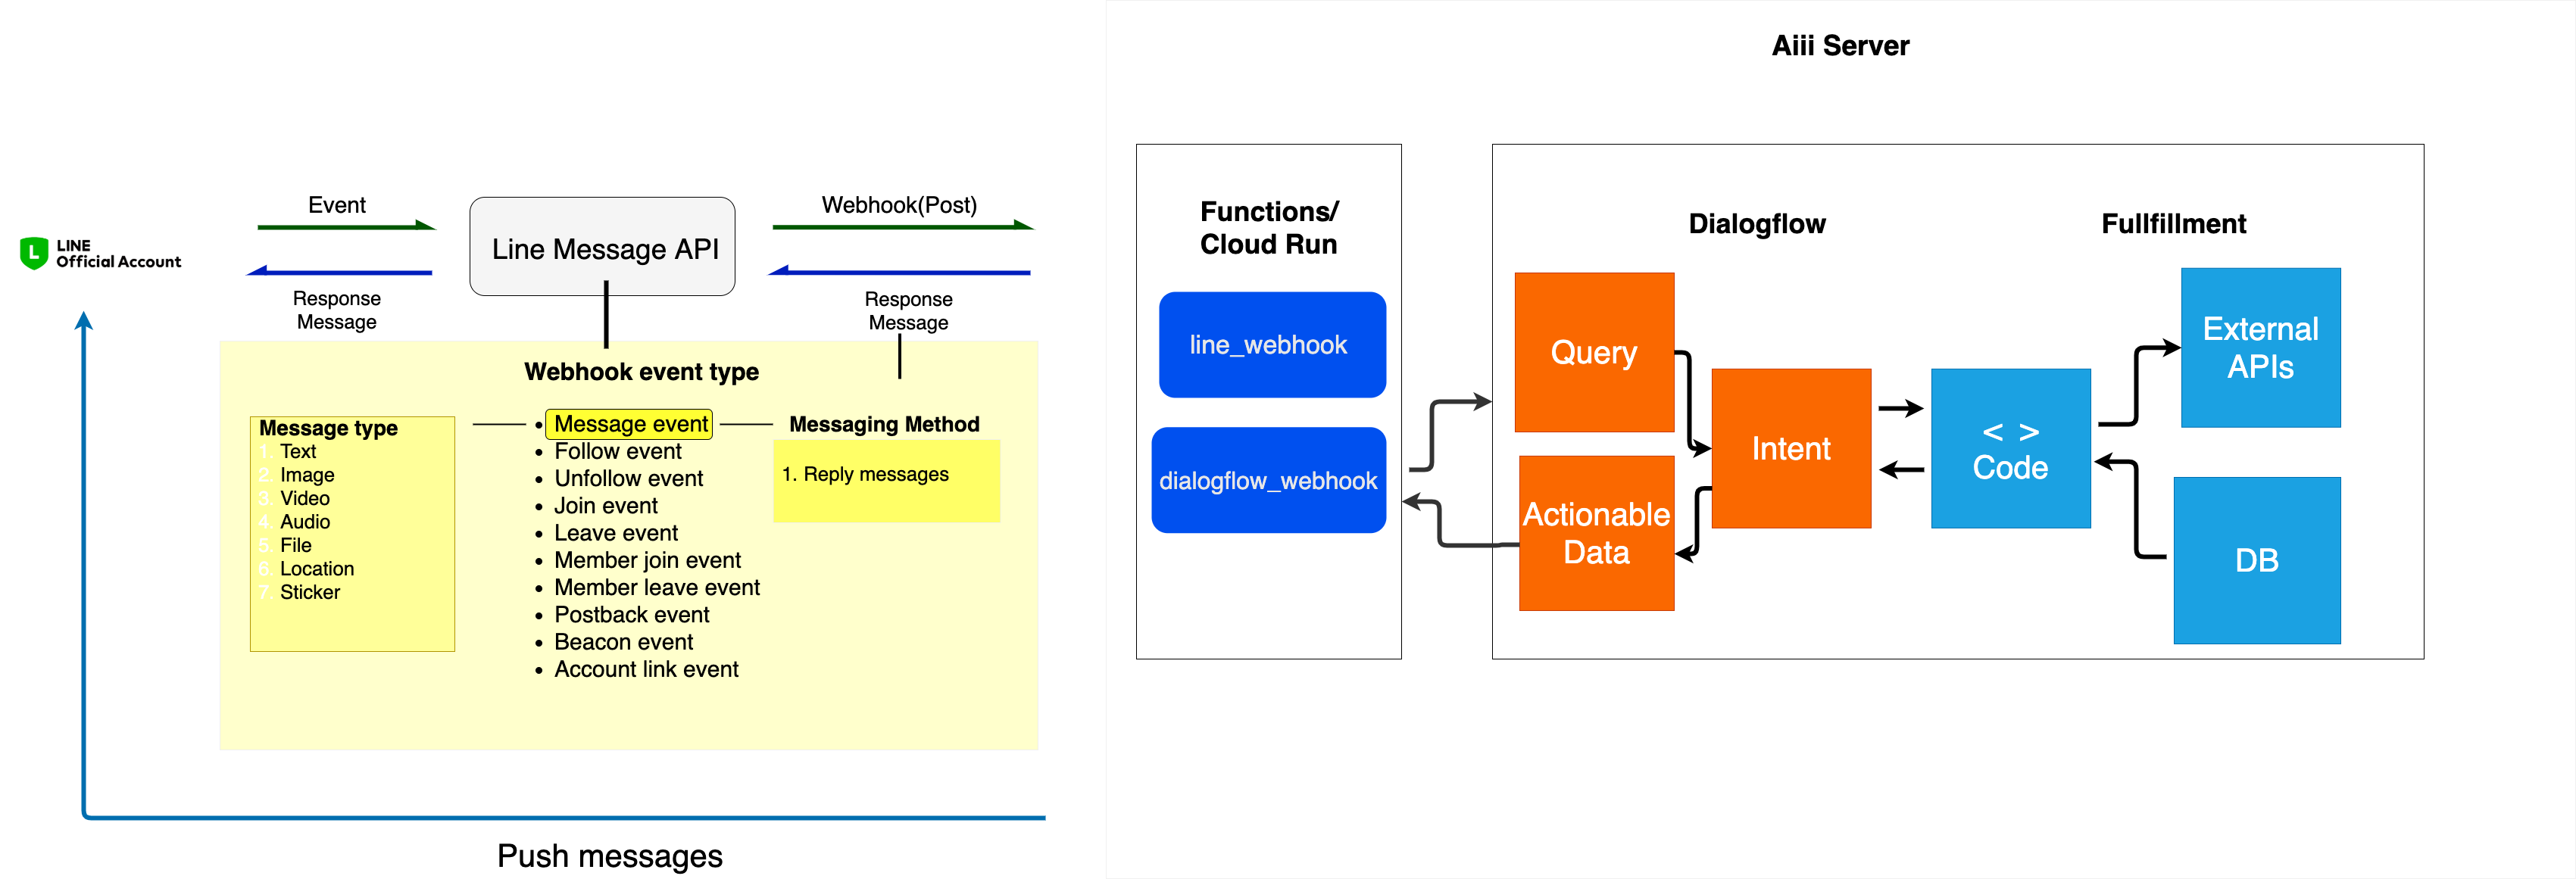 Aiii Server
Event
Webhook(Post)
L
LINE
Official Account
Line Message API
Response
Message
Response
Message
Webhook event type
Message type
1. Text
2. Image
3. Video
4. Audio
5. File
6. Location
7. Sticker
• Message event
• Follow event
• Unfollow event
• Join event
• Leave event
• Member join event
• Member leave event
• Postback event
• Beacon event
• Account link event
Messaging Method
1. Reply messages
Push messages
Functions/
Cloud Run
line_webhook
dialogflow_webhook
Dialogflow
Fullfillment
Query
Intent
Actionable
Data
< >
Code
External
APIs
DB